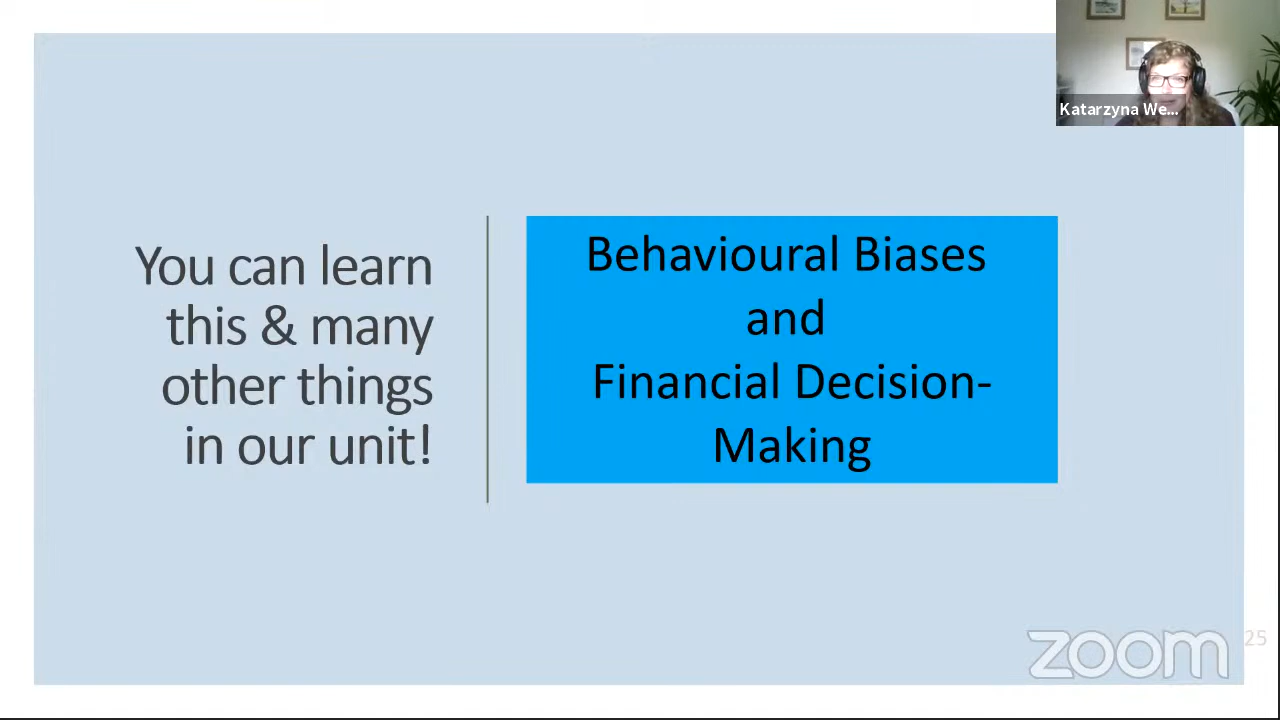 Katarzyna We...
You can learn
this & many
other things
in our unit!
Behavioural Biases
and
Financial Decision-
Making
zoom
25